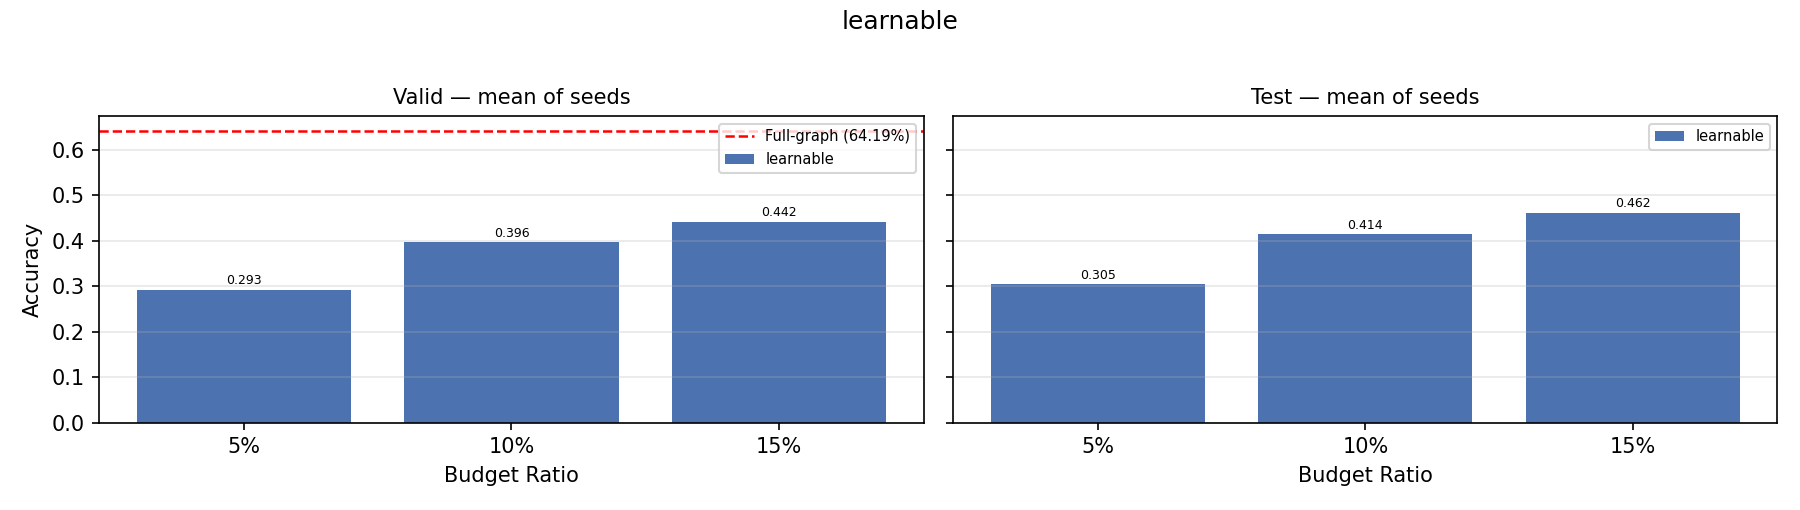 learnable
Valid — mean of seeds
Accuracy
0.6
0.5
0.4
0.3
0.2
0.1
0.0
Full-graph (64.19%)
learnable
0.293
0.396
0.442
5%
10%
15%
Budget Ratio
Test — mean of seeds
learnable
0.305
0.414
0.462
5%
10%
15%
Budget Ratio